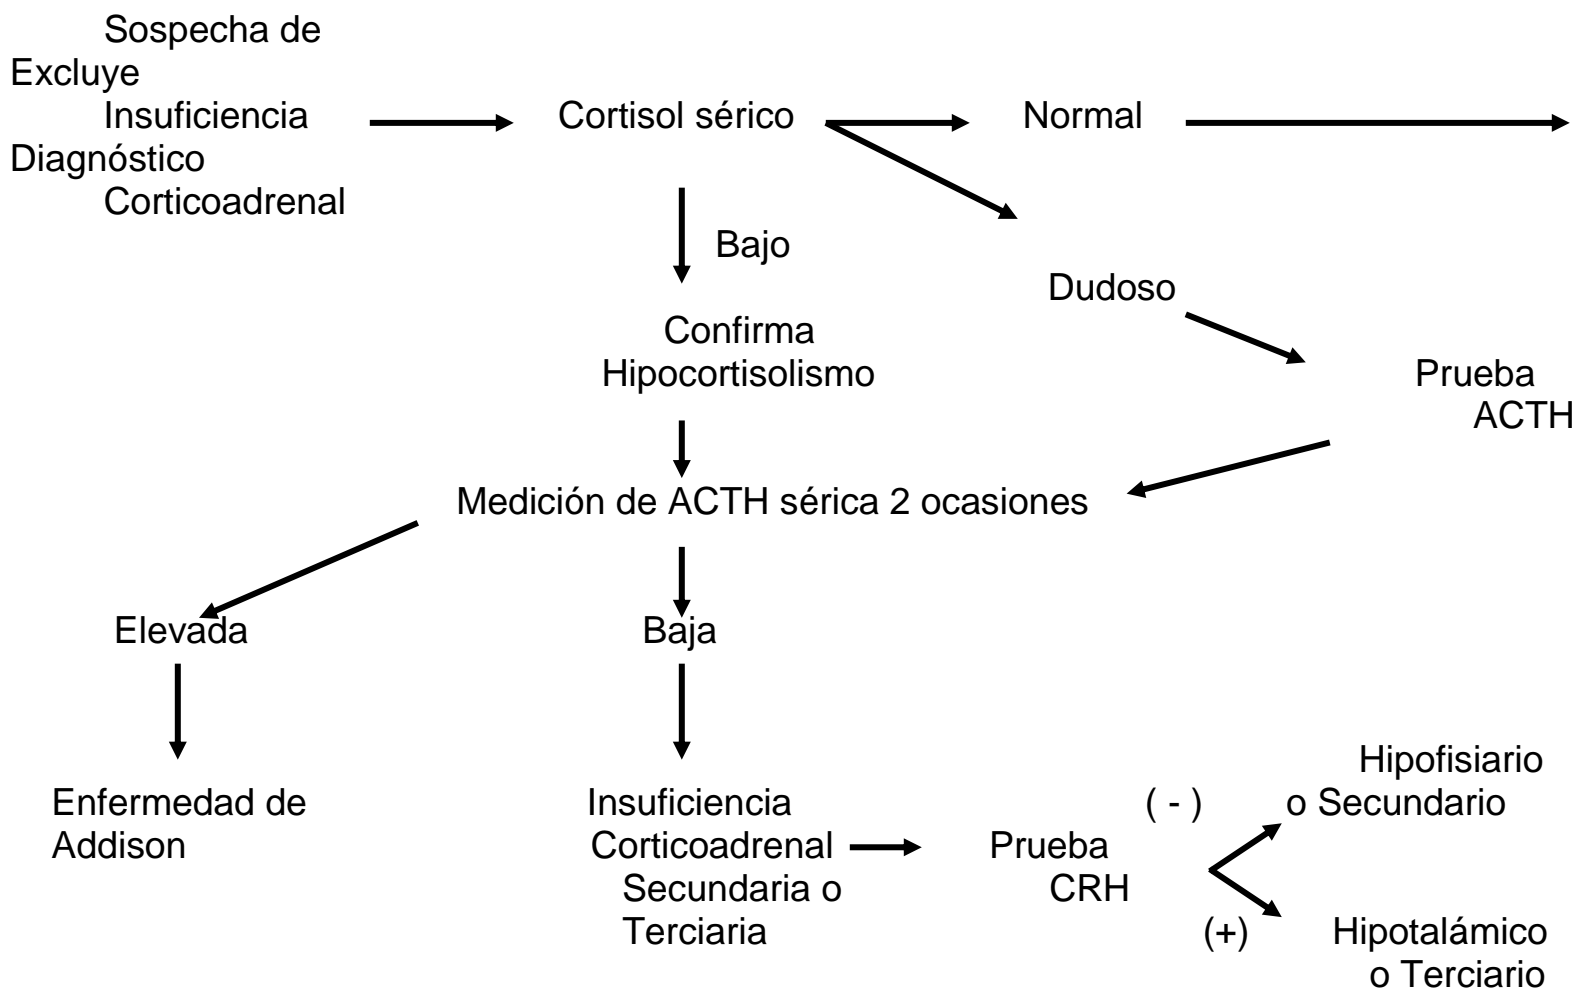 Sospecha de
Excluye
Insuficiencia Cortisol sérico Normal
Diagnóstico
Corticoadrenal
Bajo
Dudoso
Confirma
Hipocortisolismo
Prueba
ACTH
Medición de ACTH sérica 2 ocasiones
Elevada Baja
Hipofisiario
Enfermedad de Insuficiencia ( - ) o Secundario
Addison Corticoadrenal Prueba
Secundaria o CRH
Terciaria (+) Hipotalámico
o Terciario